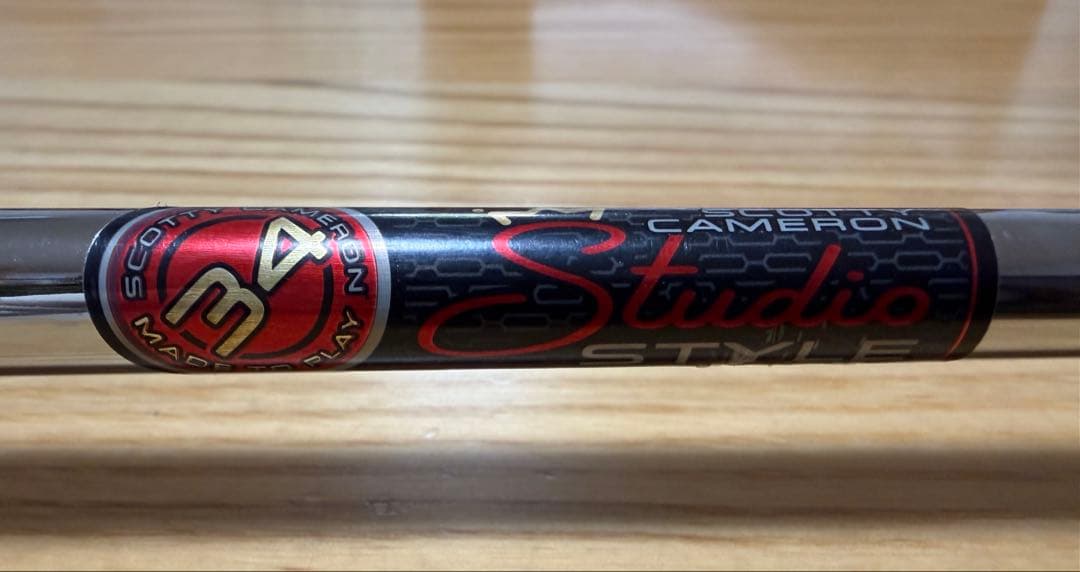 SCOTTY CAMERON
34
MADE TO PLAY
SCOTTY
CAMERON
Studio
STYLE